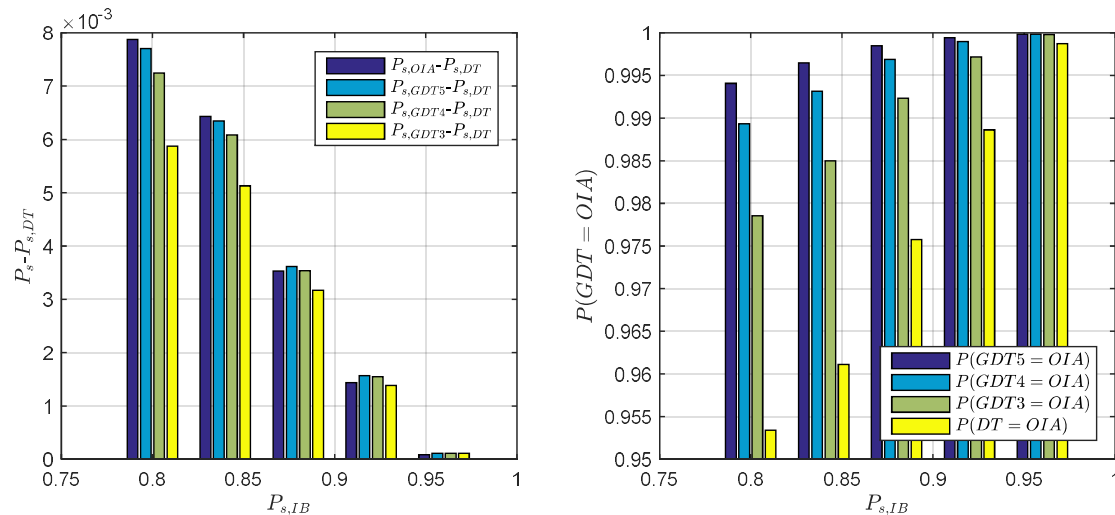 ×10⁻³
8
7
6
5
4
3
2
1
0
P_s-P_{s,DT}
P_{s,OIA}-P_{s,DT}
P_{s,GDT5}-P_{s,DT}
P_{s,GDT4}-P_{s,DT}
P_{s,GDT3}-P_{s,DT}
0.75 0.8 0.85 0.9 0.95 1
P_{s,IB}
1
0.995
0.99
0.985
0.98
0.975
0.97
0.965
0.96
0.955
0.95
P(GDT = OIA)
P(GDT5 = OIA)
P(GDT4 = OIA)
P(GDT3 = OIA)
P(DT = OIA)
0.75 0.8 0.85 0.9 0.95 1
P_{s,IB}